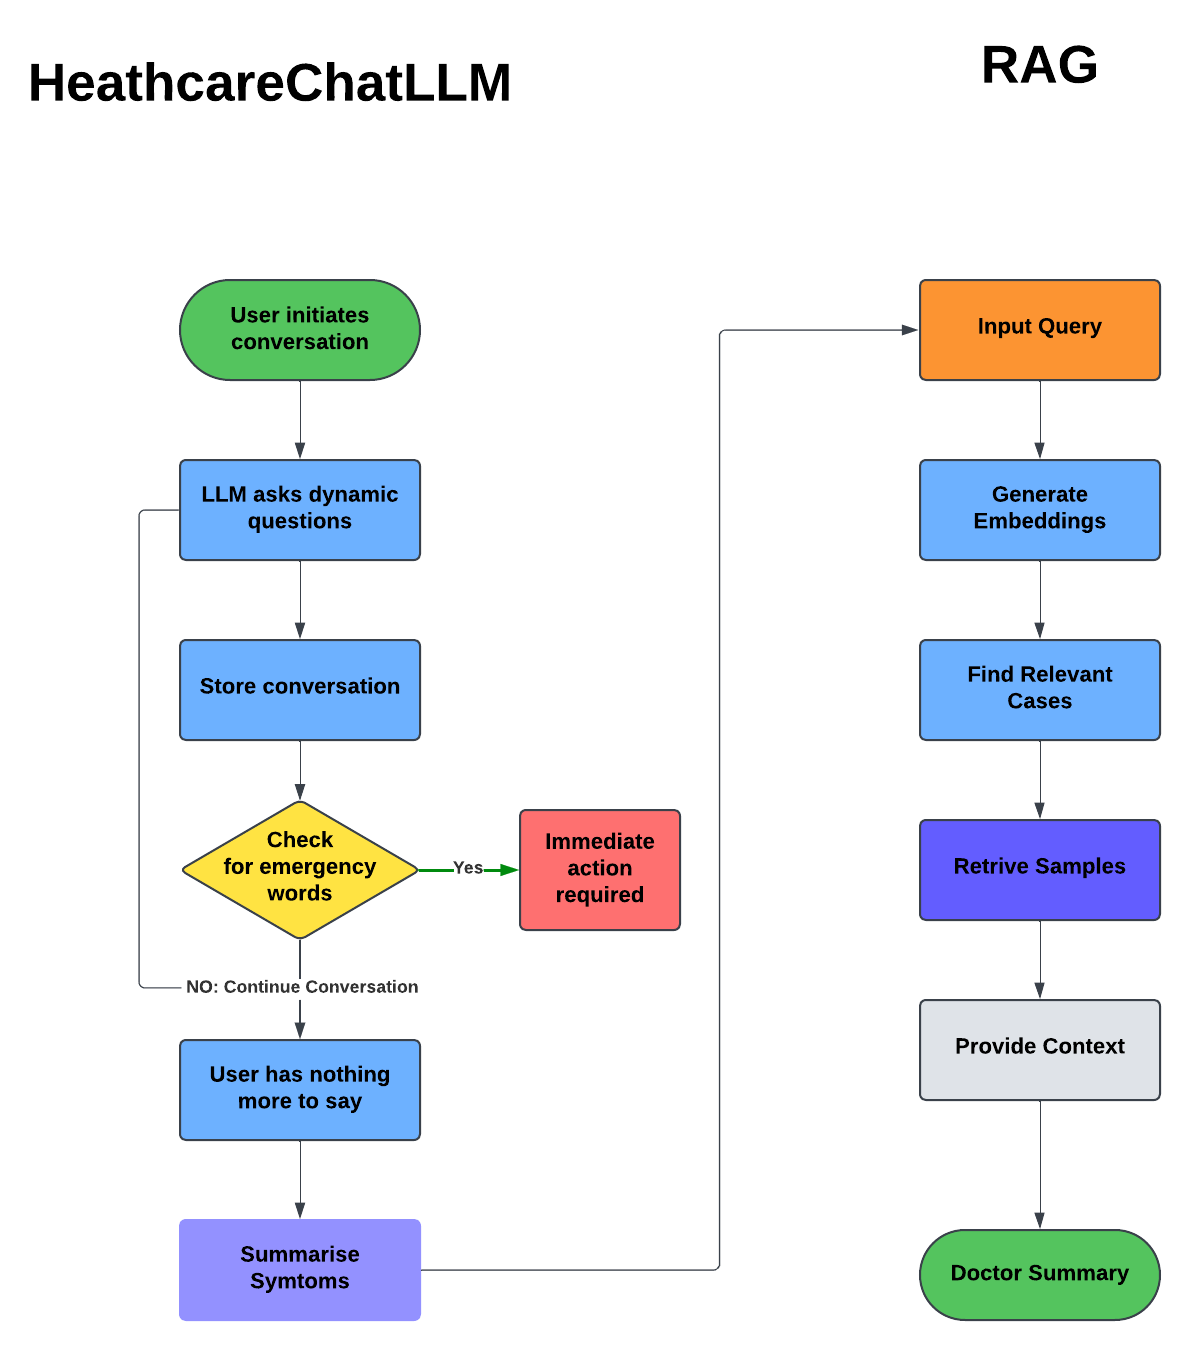 HeathcareChatLLM
RAG
User initiates
conversation
LLM asks dynamic
questions
Store conversation
Check
for emergency
words
Yes
Immediate
action
required
NO: Continue Conversation
User has nothing
more to say
Summarise
Symtoms
Input Query
Generate
Embeddings
Find Relevant
Cases
Retrive Samples
Provide Context
Doctor Summary